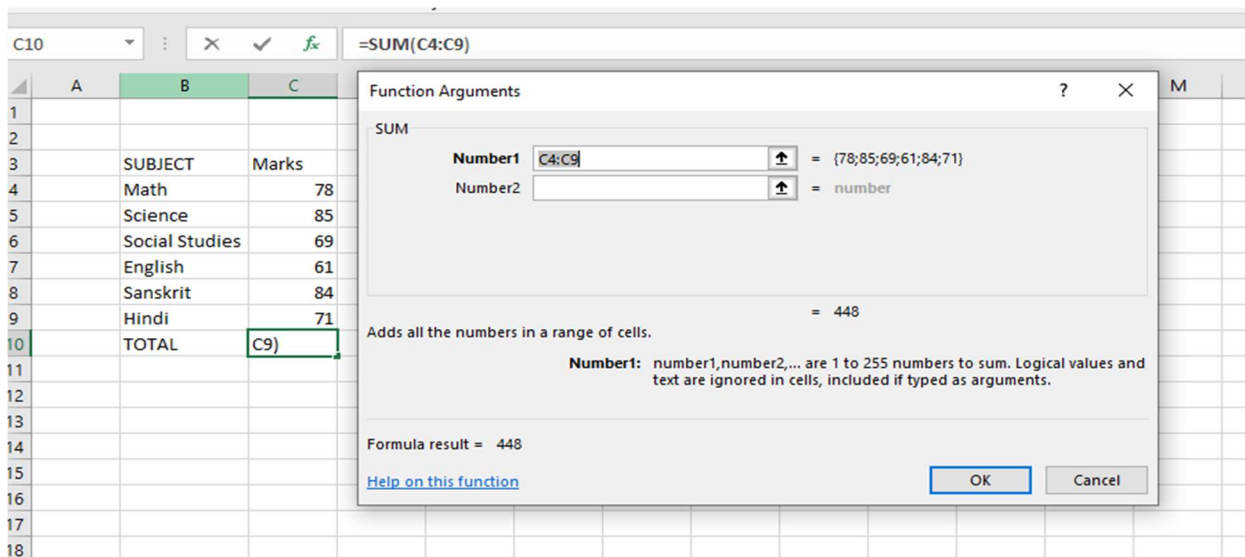 C10 fx =SUM(C4:C9)
A B C M
1
2
3 SUBJECT Marks
4 Math 78
5 Science 85
6 Social Studies 69
7 English 61
8 Sanskrit 84
9 Hindi 71
10 TOTAL C9)
11
12
13
14
15
16
17
18
Function Arguments ? ×
SUM
Number1 C4:C9 = {78;85;69;61;84;71}
Number2 = number
= 448
Adds all the numbers in a range of cells.
Number1: number1,number2,... are 1 to 255 numbers to sum. Logical values and
text are ignored in cells, included if typed as arguments.
Formula result = 448
Help on this function OK Cancel